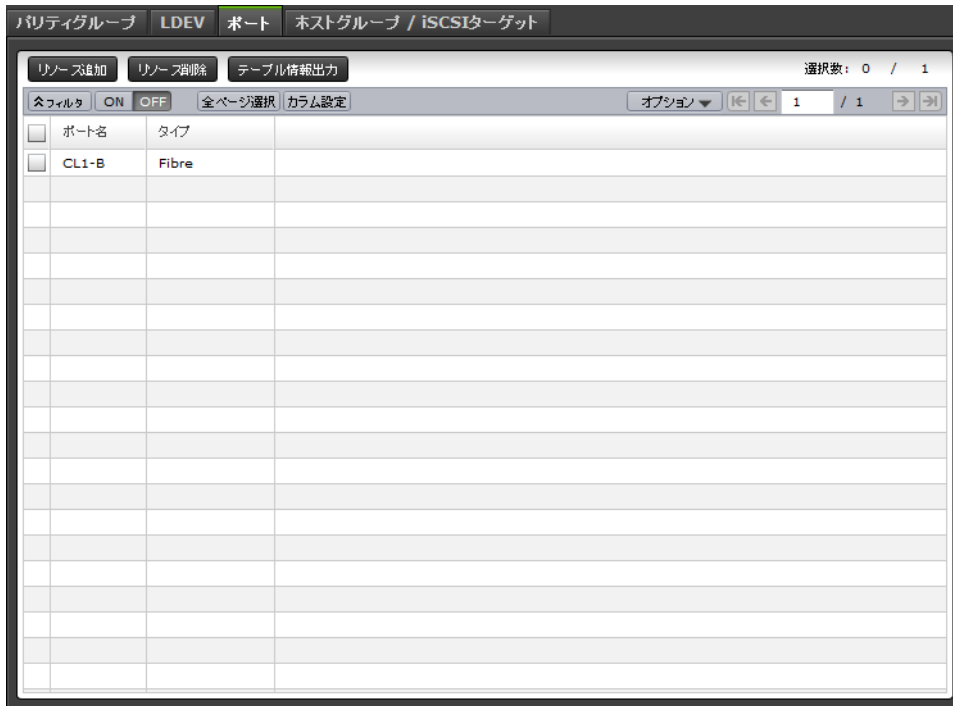 パリティグループ LDEV ポート ホストグループ / iSCSIターゲット
リソース追加 リソース削除 テーブル情報出力 選択数: 0 / 1
フィルタ ON OFF 全ページ選択 カラム設定 オプション 1 / 1
ポート名 タイプ
CL1-B Fibre